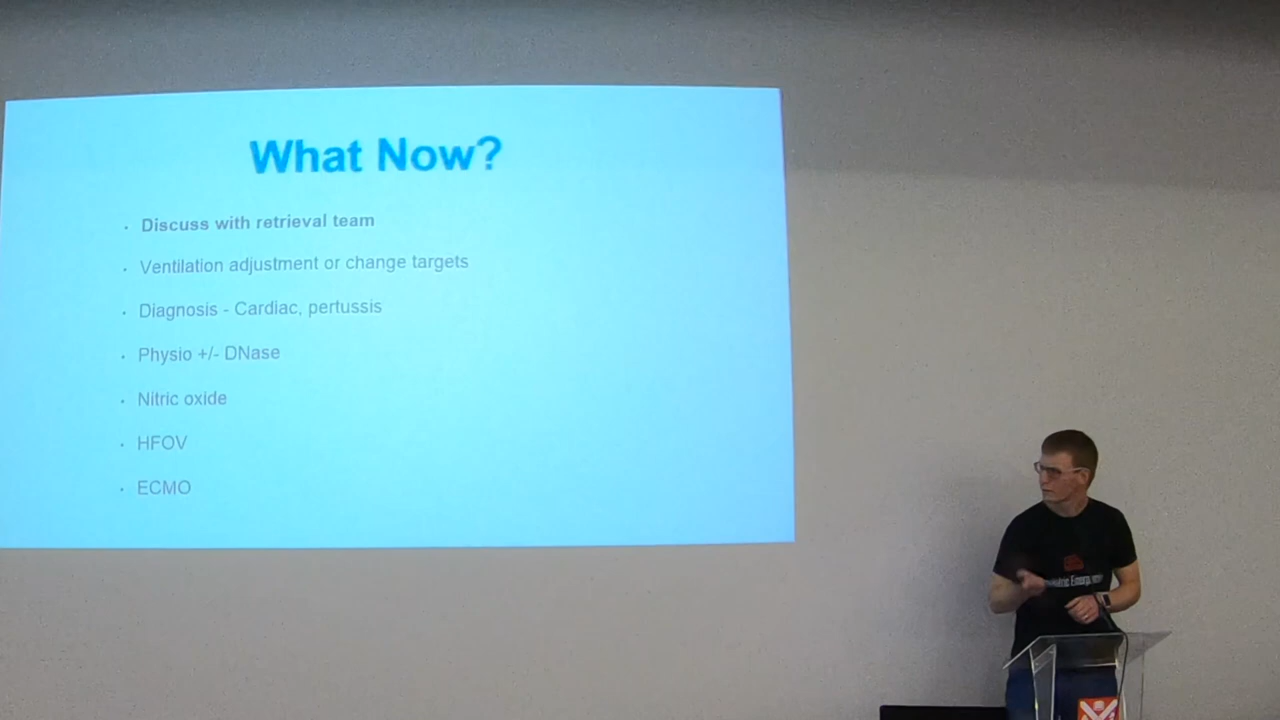 What Now?
Discuss with retrieval team
Ventilation adjustment or change targets
Diagnosis - Cardiac, pertussis
Physio +/- DNase
Nitric oxide
HFOV
ECMO